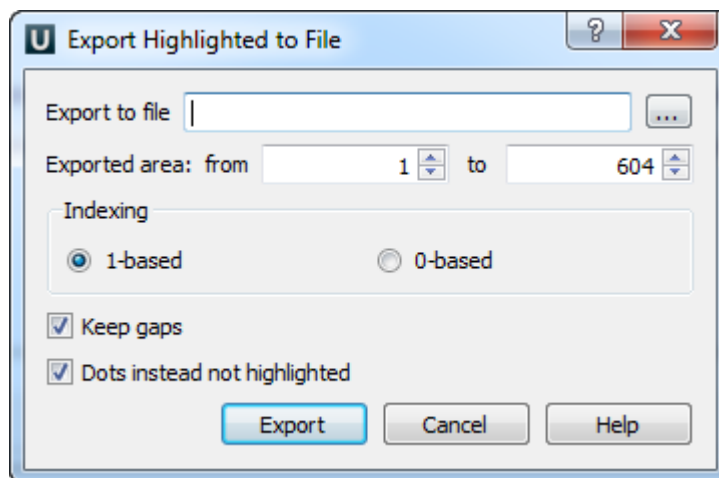 U Export Highlighted to File ? X
Export to file ...
Exported area: from 1 to 604
Indexing
1-based 0-based
Keep gaps
Dots instead not highlighted
Export Cancel Help